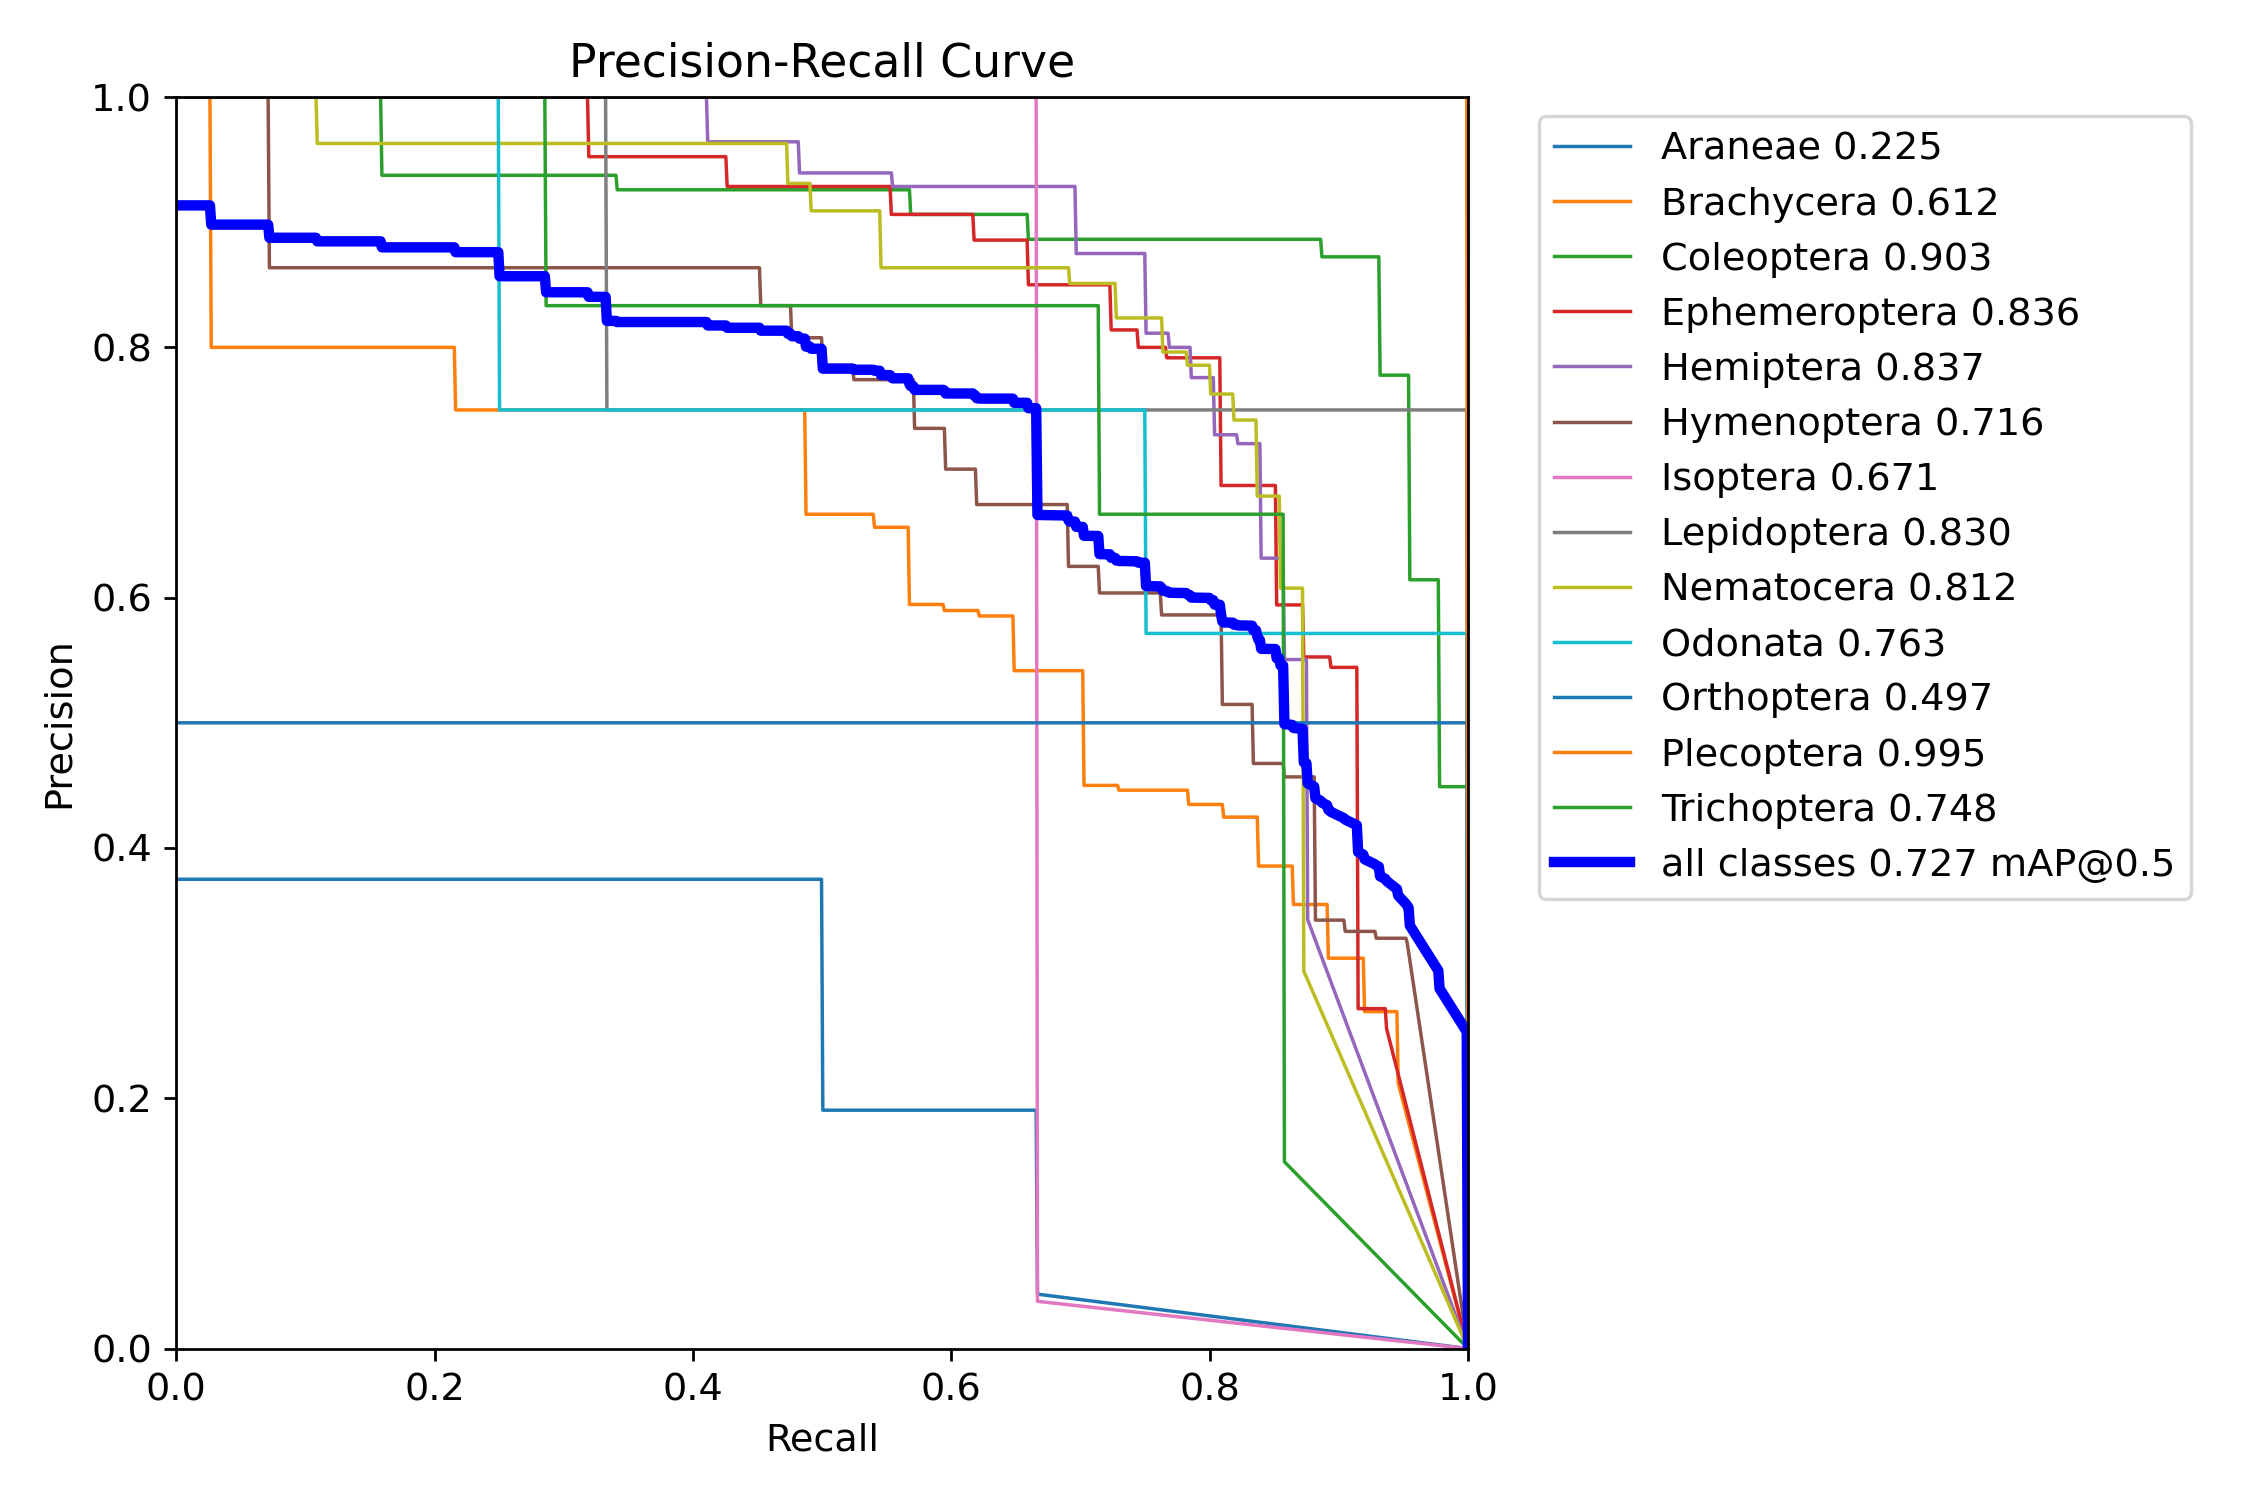 Precision-Recall Curve
1.0
0.8
0.6
0.4
0.2
0.0
Precision
0.0 0.2 0.4 0.6 0.8 1.0
Recall
Araneae 0.225
Brachycera 0.612
Coleoptera 0.903
Ephemeroptera 0.836
Hemiptera 0.837
Hymenoptera 0.716
Isoptera 0.671
Lepidoptera 0.830
Nematocera 0.812
Odonata 0.763
Orthoptera 0.497
Plecoptera 0.995
Trichoptera 0.748
all classes 0.727 mAP@0.5